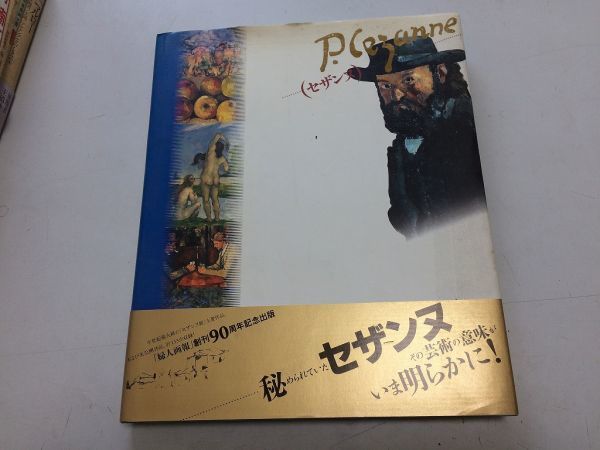 P. Cezanne
(セザンヌ)
「婦人画報」創刊90周年記念出版
秘められていた
セザンヌ
その芸術の意味が
いま明らかに!